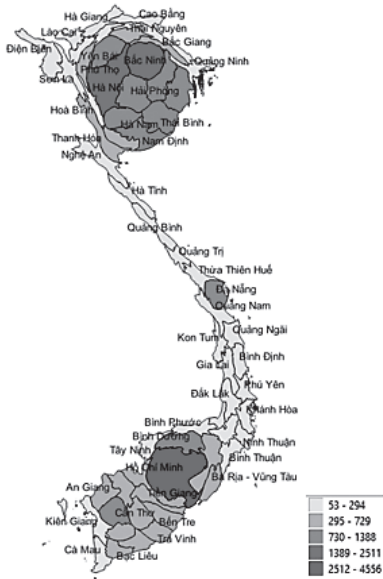 Hà Giang
Cao Bằng
Lào Cai
Thái Nguyên
Điện Biên
Bắc Giang
Yên Bái
Bắc Ninh
Quảng Ninh
Phú Thọ
Sơn La
Hà Nội
Hải Phòng
Hoà Bình
Hà Nam
Thái Bình
Thanh Hóa
Nam Định
Nghệ An
Hà Tĩnh
Quảng Bình
Quảng Trị
Thừa Thiên Huế
Đà Nẵng
Quảng Nam
Kon Tum
Quảng Ngãi
Gia Lai
Bình Định
Đắk Lắk
Phú Yên
Khánh Hòa
Bình Phước
Bình Dương
Ninh Thuận
Tây Ninh
Bình Thuận
Hồ Chí Minh
Bà Rịa - Vũng Tàu
An Giang
Tiền Giang
Kiên Giang
Cần Thơ
Bến Tre
Trà Vinh
Cà Mau
Bạc Liêu
53 - 294
295 - 729
730 - 1388
1389 - 2511
2512 - 4556